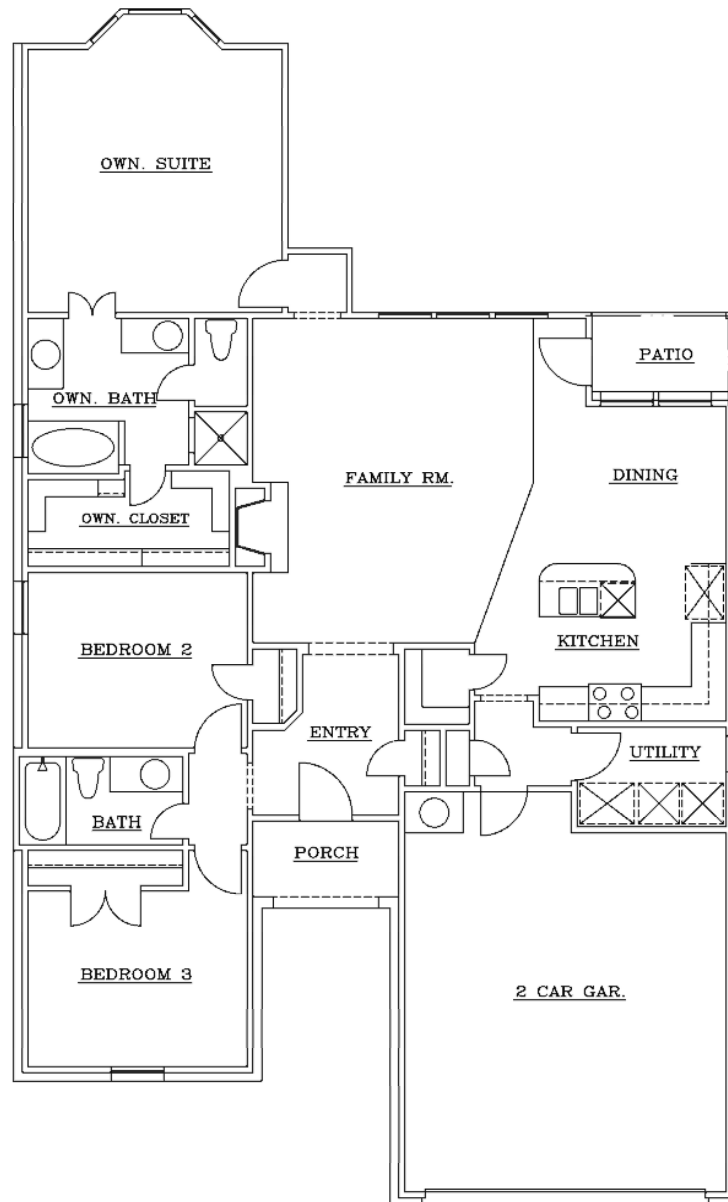 OWN. SUITE
PATIO
OWN. BATH
FAMILY RM.
DINING
OWN. CLOSET
KITCHEN
BEDROOM 2
ENTRY
UTILITY
BATH
PORCH
BEDROOM 3
2 CAR GAR.